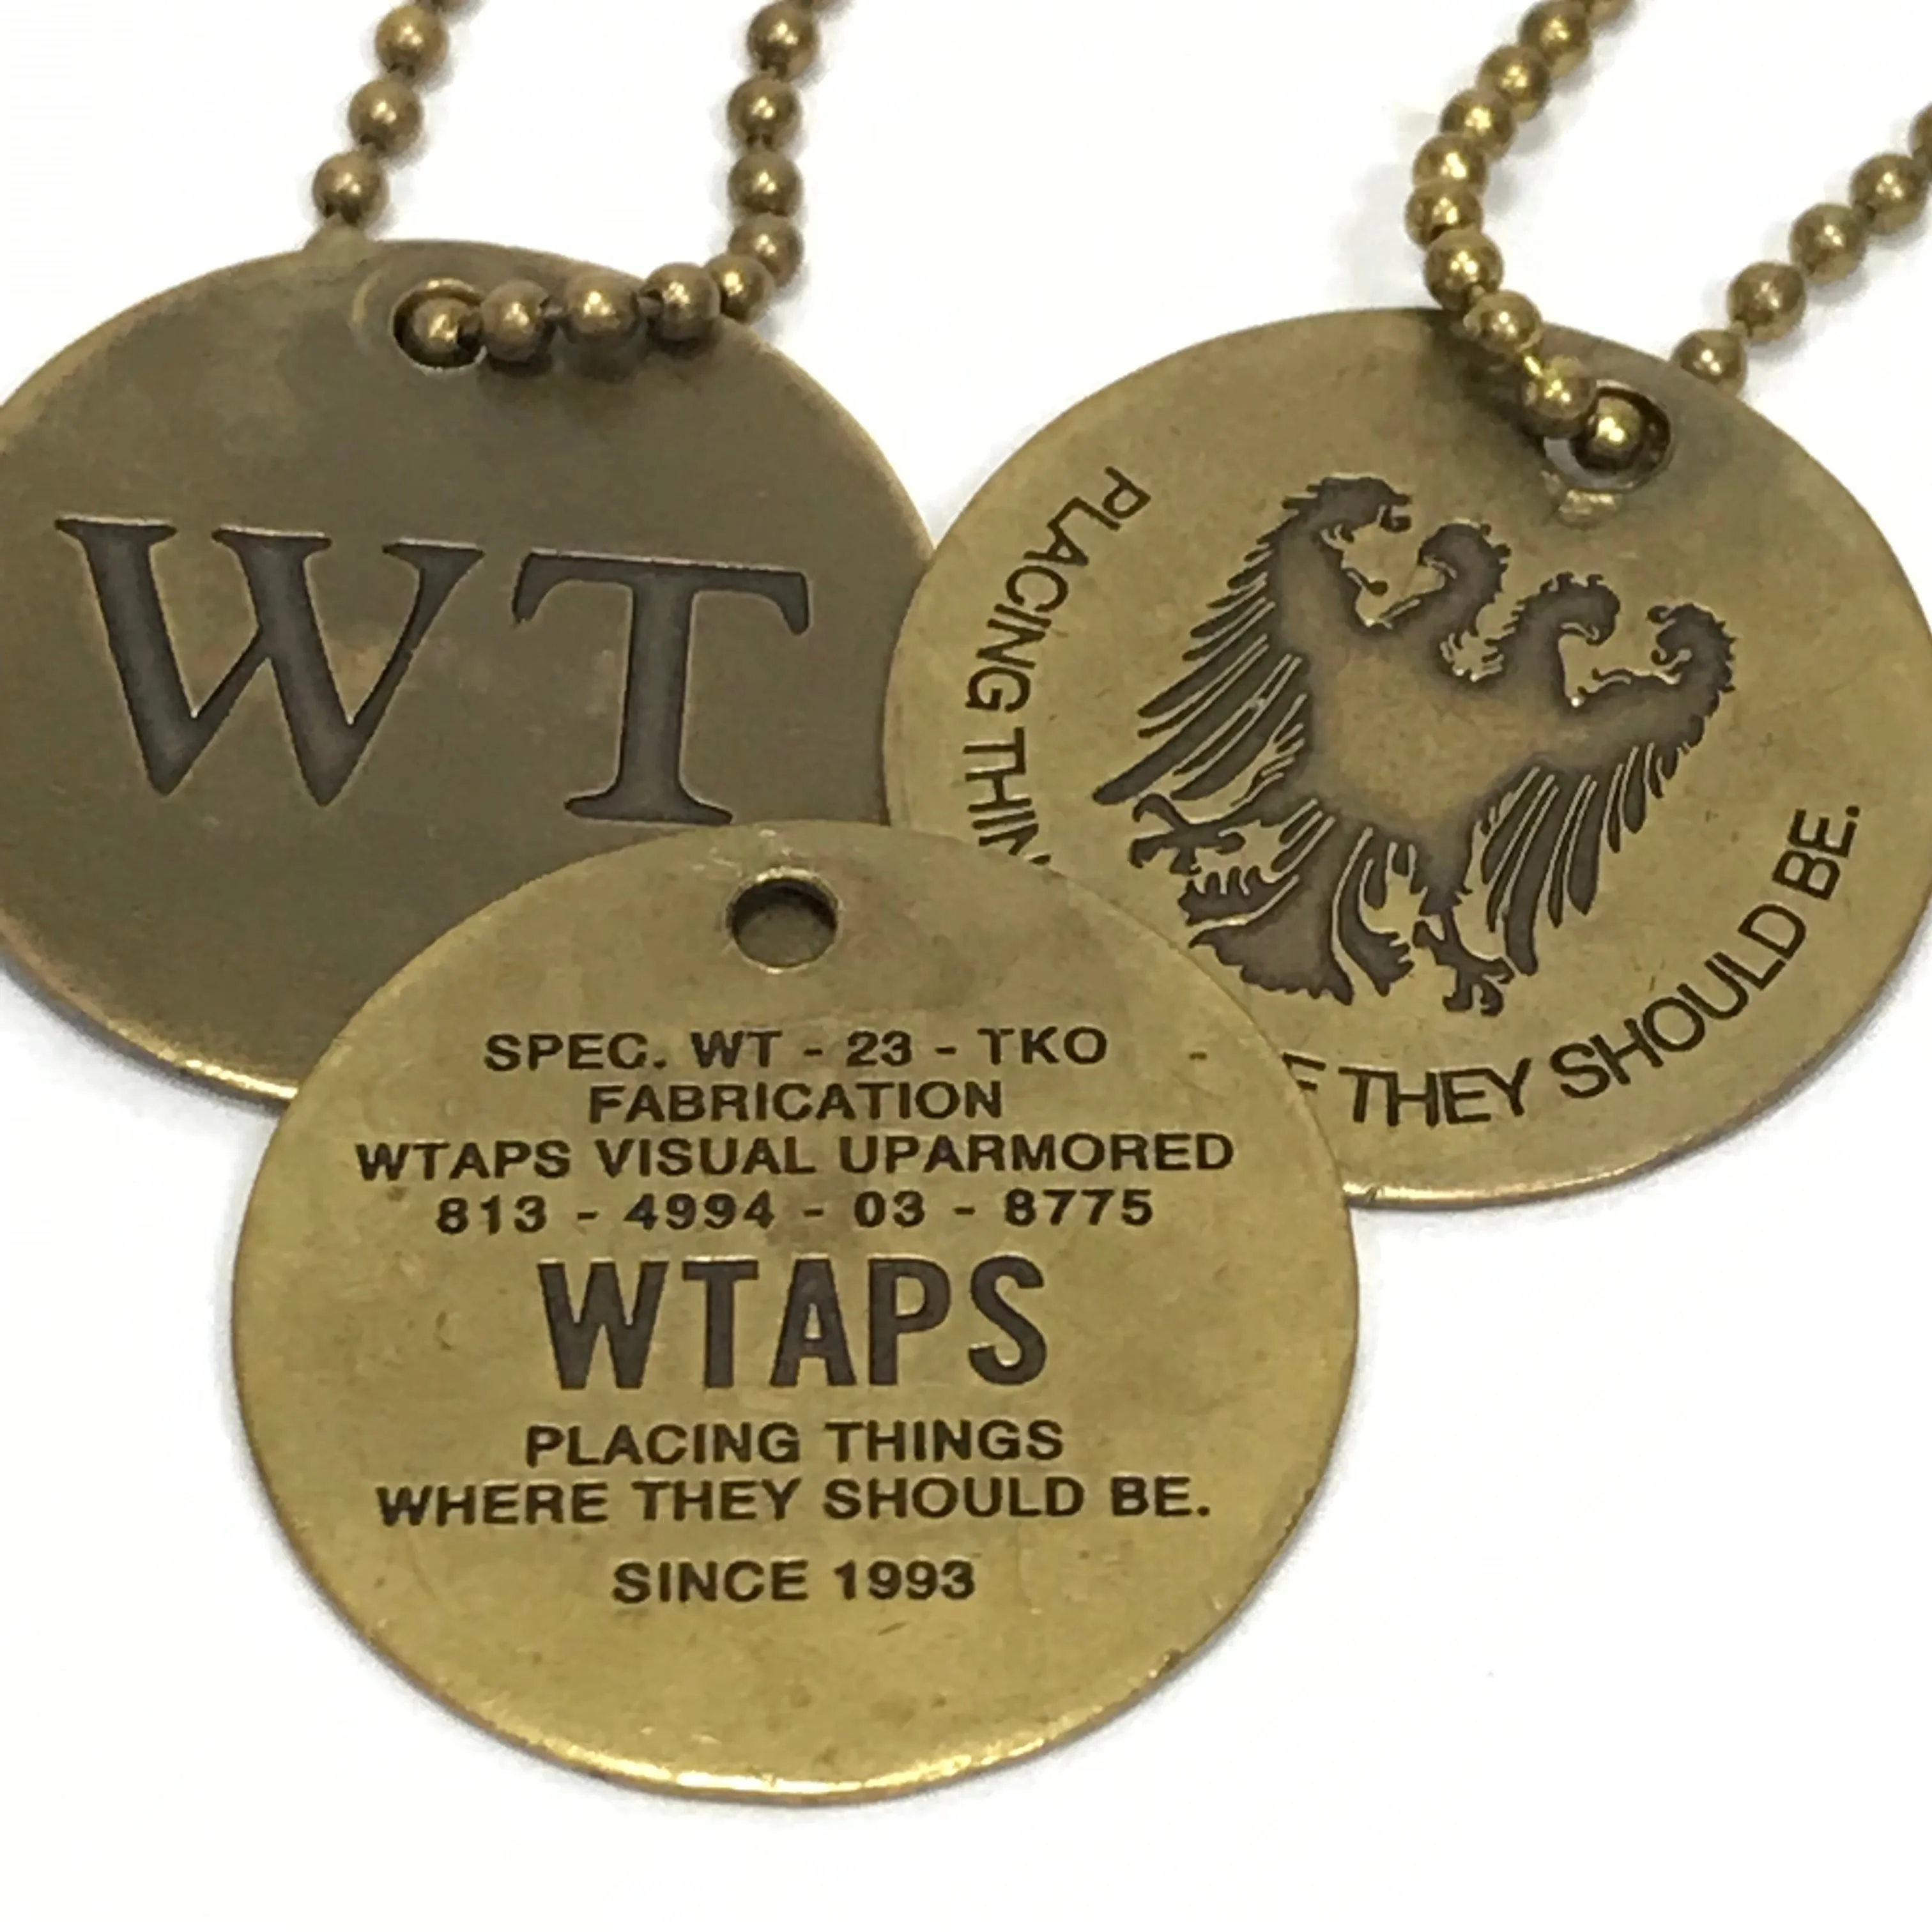 WT
PLACING THIN
THEY SHOULD BE.
SPEC. WT - 23 - TKO
FABRICATION
WTAPS VISUAL UPARMORED
813 - 4994 - 03 - 8775
WTAPS
PLACING THINGS
WHERE THEY SHOULD BE.
SINCE 1993